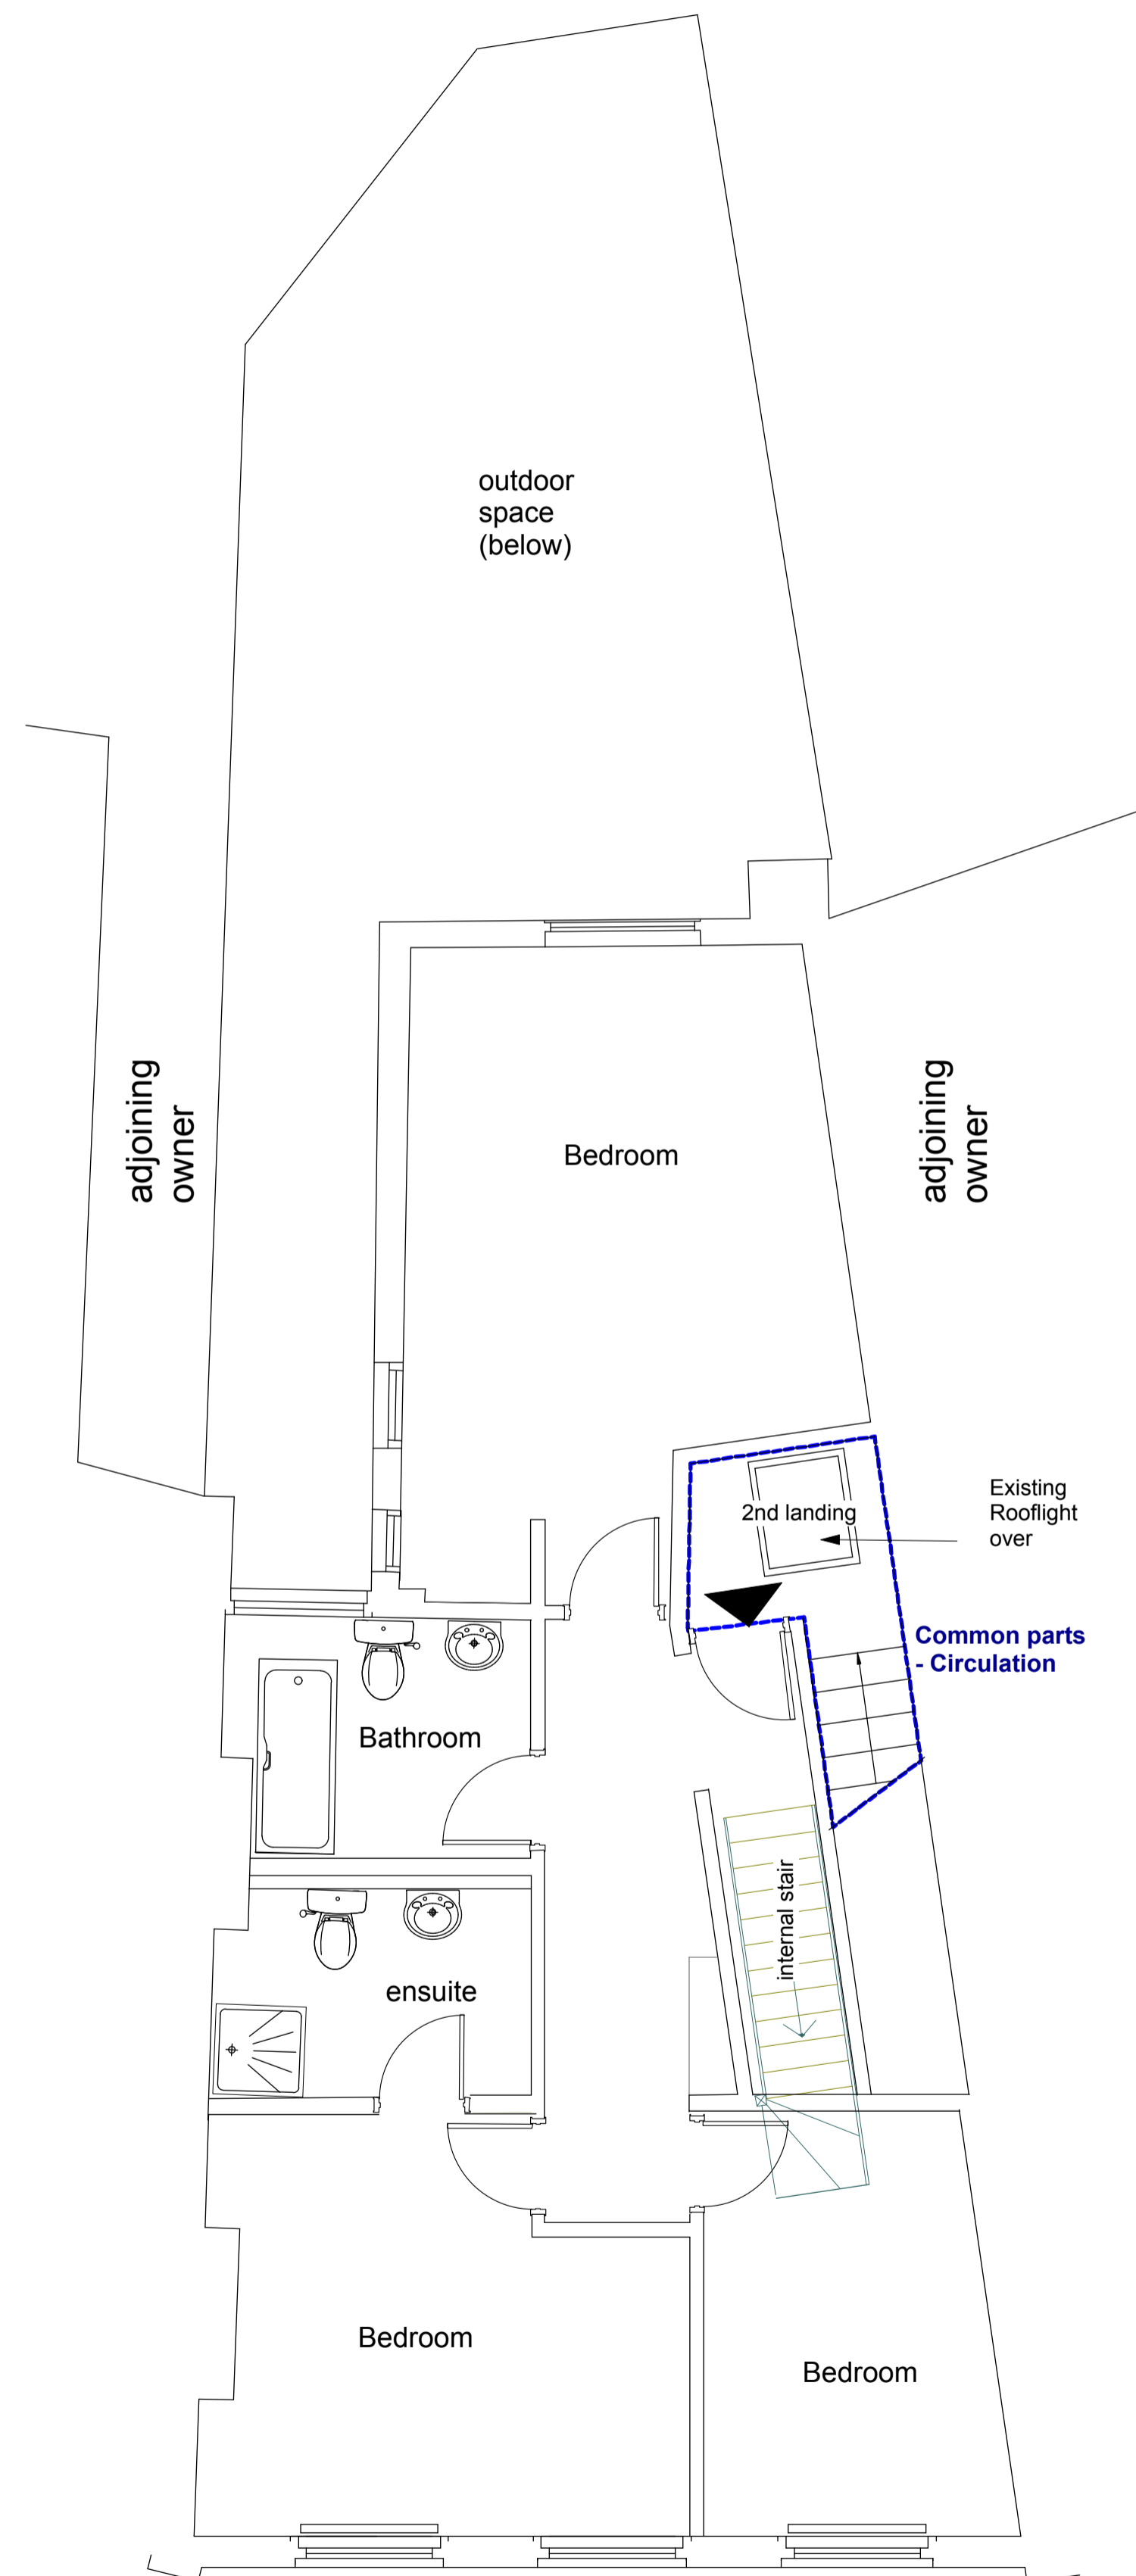 outdoor
space
(below)
adjoining
owner
adjoining
owner
Bedroom
Existing
Rooflight
over
2nd landing
Common parts
- Circulation
Bathroom
internal stair
ensuite
Bedroom
Bedroom